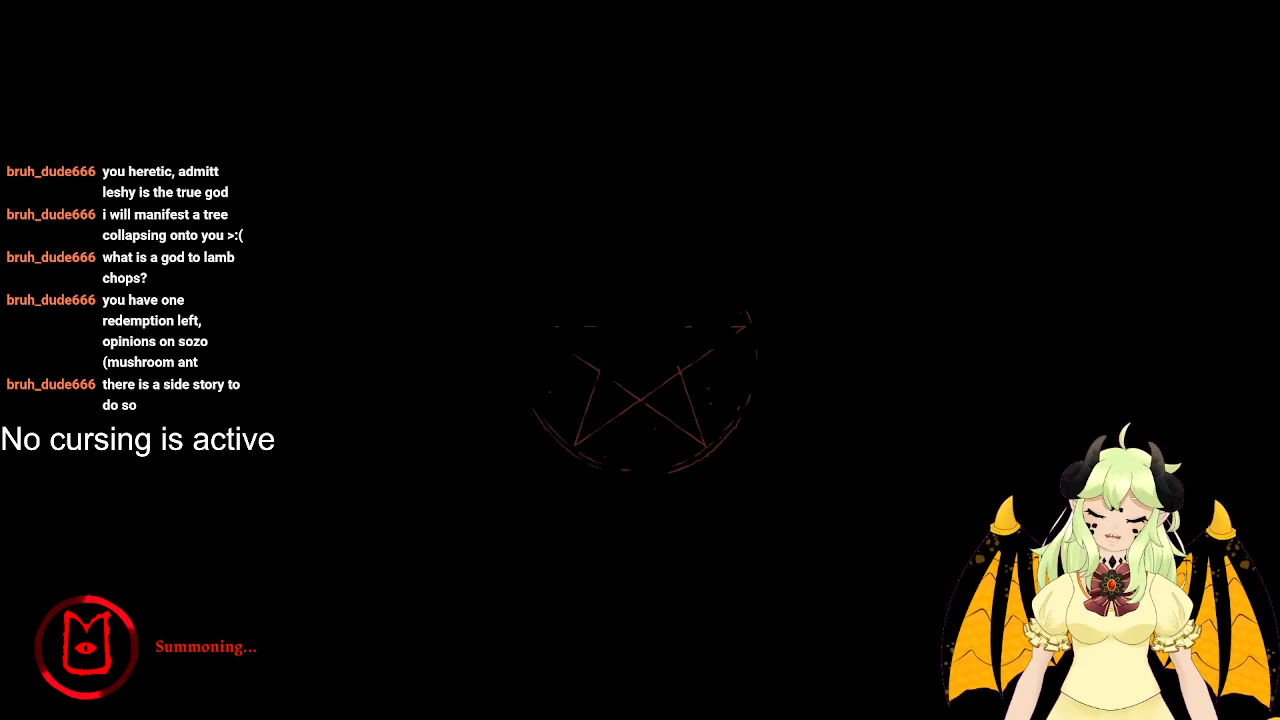 bruh_dude666 you heretic, admitt
leshy is the true god
bruh_dude666 i will manifest a tree
collapsing onto you >:(
bruh_dude666 what is a god to lamb
chops?
bruh_dude666 you have one
redemption left,
opinions on sozo
(mushroom ant
bruh_dude666 there is a side story to
do so
No cursing is active
Summoning...